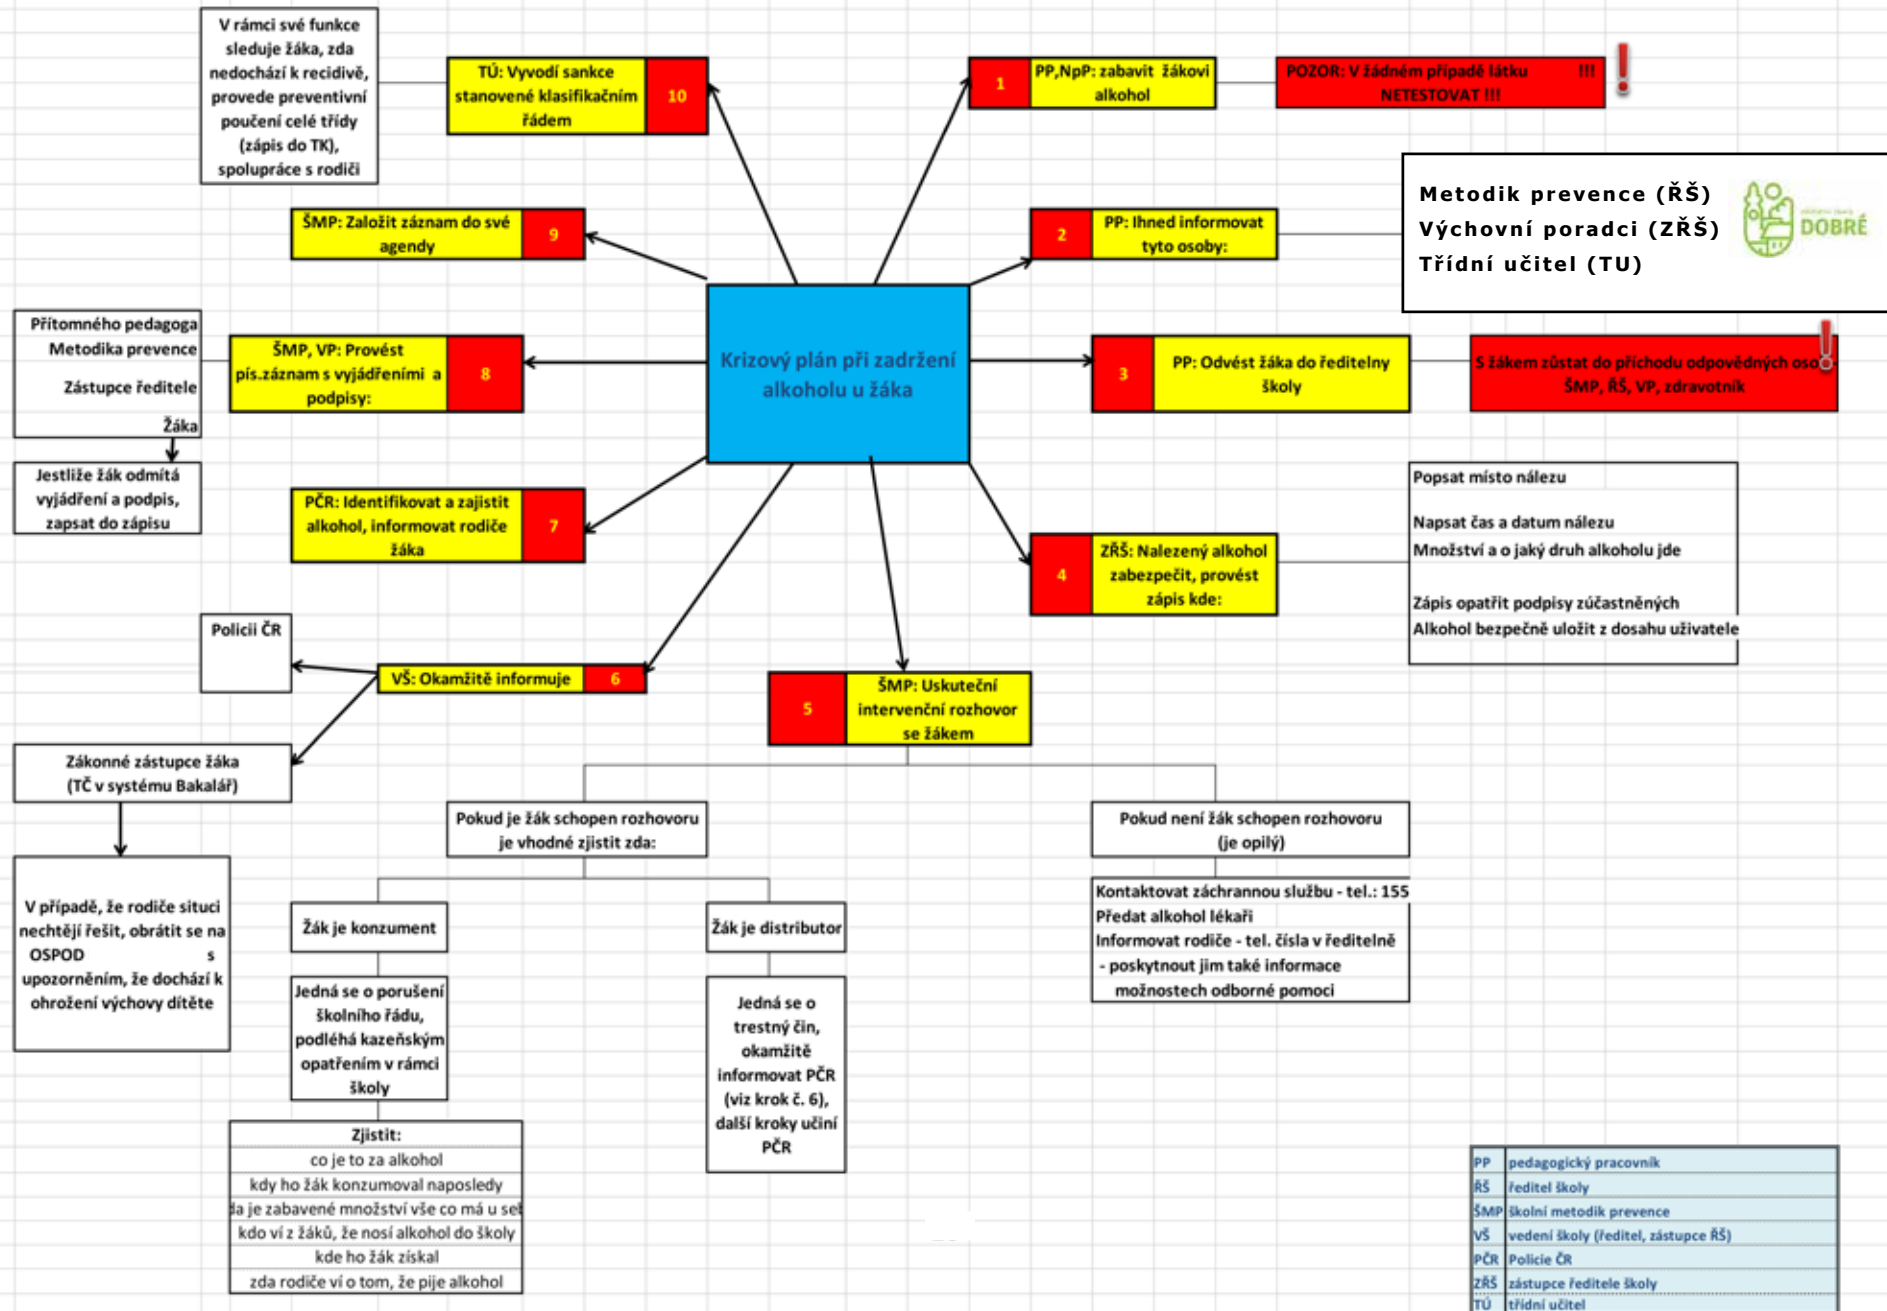 Krizový plán při zadržení
alkoholu u žáka
1
PP,NpP: zabavit žákovi
alkohol
POZOR: V žádném případě látku !!!
NETESTOVAT !!!
2
PP: Ihned informovat
tyto osoby:
Metodik prevence (ŘŠ)
Výchovní poradci (ZŘŠ)
Třídní učitel (TU)
DOBRÉ
3
PP: Odvést žáka do ředitelny
školy
S žákem zůstat do příchodu odpovědných oso
ŠMP, ŘŠ, VP, zdravotník
4
ZŘŠ: Nalezený alkohol
zabezpečit, provést
zápis kde:
Popsat místo nálezu
Napsat čas a datum nálezu
Množství a o jaký druh alkoholu jde
Zápis opatřit podpisy zúčastněných
Alkohol bezpečně uložit z dosahu uživatele
5
ŠMP: Uskuteční
intervenční rozhovor
se žákem
Pokud je žák schopen rozhovoru
je vhodné zjistit zda:
Žák je konzument
Jedná se o porušení
školního řádu,
podléhá kazeňským
opatřením v rámci
školy
Zjistit:
co je to za alkohol
kdy ho žák konzumoval naposledy
da je zabavené množství vše co má u seb
kdo ví z žáků, že nosí alkohol do školy
kde ho žák získal
zda rodiče ví o tom, že pije alkohol
Žák je distributor
Jedná se o
trestný čin,
okamžitě
informovat PČR
(viz krok č. 6),
další kroky učiní
PČR
Pokud není žák schopen rozhovoru
(je opilý)
Kontaktovat záchrannou službu - tel.: 155
Předat alkohol lékaři
Informovat rodiče - tel. čísla v ředitelně
- poskytnout jim také informace
možnostech odborné pomoci
VŠ: Okamžitě informuje
6
Policii ČR
Zákonné zástupce žáka
(TČ v systému Bakalář)
V případě, že rodiče situci
nechtějí řešit, obrátit se na
OSPOD s
upozorněním, že dochází k
ohrožení výchovy dítěte
PČR: Identifikovat a zajistit
alkohol, informovat rodiče
žáka
7
ŠMP, VP: Provést
pís.záznam s vyjádřeními a
podpisy:
8
Přítomného pedagoga
Metodika prevence
Zástupce ředitele
Žáka
Jestliže žák odmítá
vyjádření a podpis,
zapsat do zápisu
ŠMP: Založit záznam do své
agendy
9
TÚ: Vyvodí sankce
stanovené klasifikačním
řádem
10
V rámci své funkce
sleduje žáka, zda
nedochází k recidivě,
provede preventivní
poučení celé třídy
(zápis do TK),
spolupráce s rodiči
PP pedagogický pracovník
ŘŠ ředitel školy
ŠMP školní metodik prevence
VŠ vedení školy (ředitel, zástupce ŘŠ)
PČR Policie ČR
ZŘŠ zástupce ředitele školy
TÚ třídní učitel